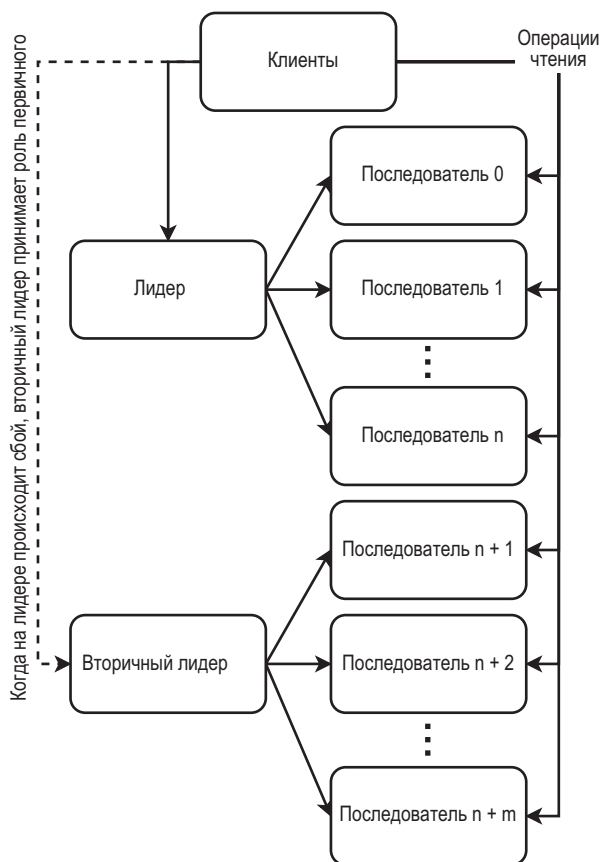 Клиенты
Операции
чтения
Когда на лидере происходит сбой, вторичный лидер принимает роль первичного
Последователь 0
Лидер
Последователь 1
Последователь n
Последователь n + 1
Вторичный лидер
Последователь n + 2
Последователь n + m